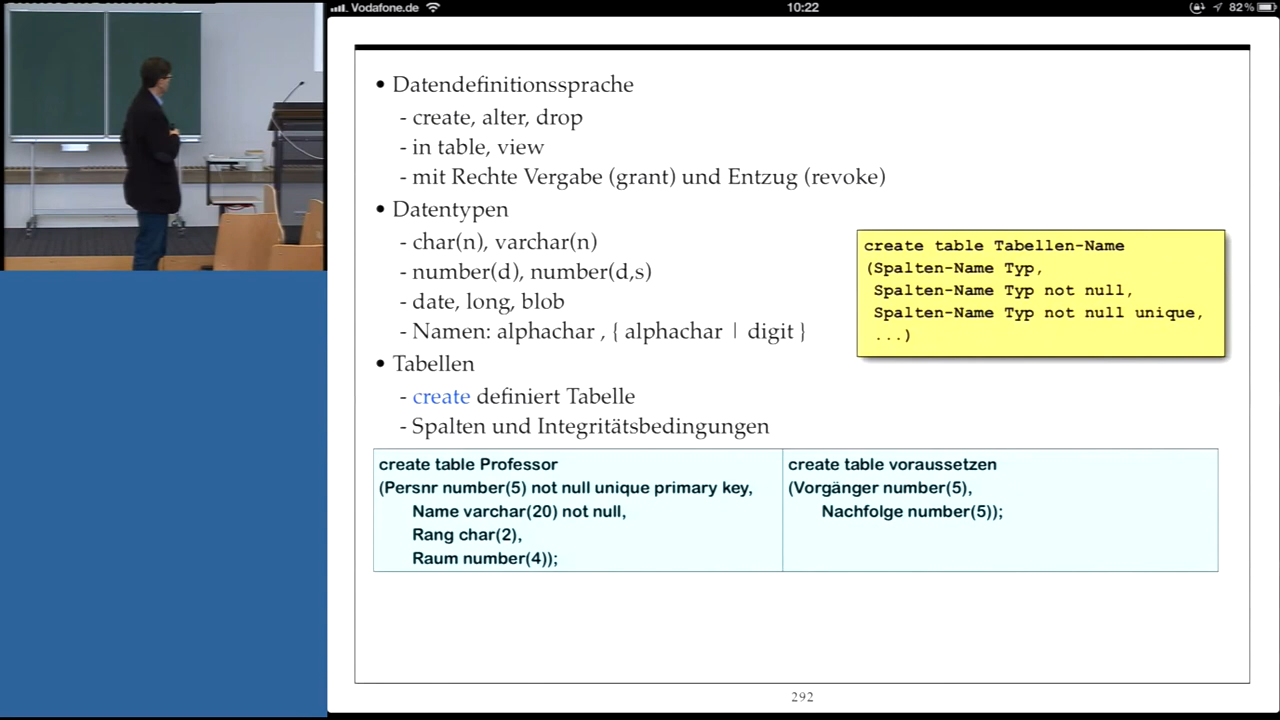 Vodafone.de
10:22
82%
• Datendefinitionssprache
- create, alter, drop
- in table, view
- mit Rechte Vergabe (grant) und Entzug (revoke)
• Datentypen
- char(n), varchar(n)
- number(d), number(d,s)
- date, long, blob
- Namen: alphachar , { alphachar | digit }
create table Tabellen-Name
(Spalten-Name Typ,
Spalten-Name Typ not null,
Spalten-Name Typ not null unique,
...)
• Tabellen
- create definiert Tabelle
- Spalten und Integritätsbedingungen
create table Professor
(Persnr number(5) not null unique primary key,
Name varchar(20) not null,
Rang char(2),
Raum number(4));
create table voraussetzen
(Vorgänger number(5),
Nachfolge number(5));
292